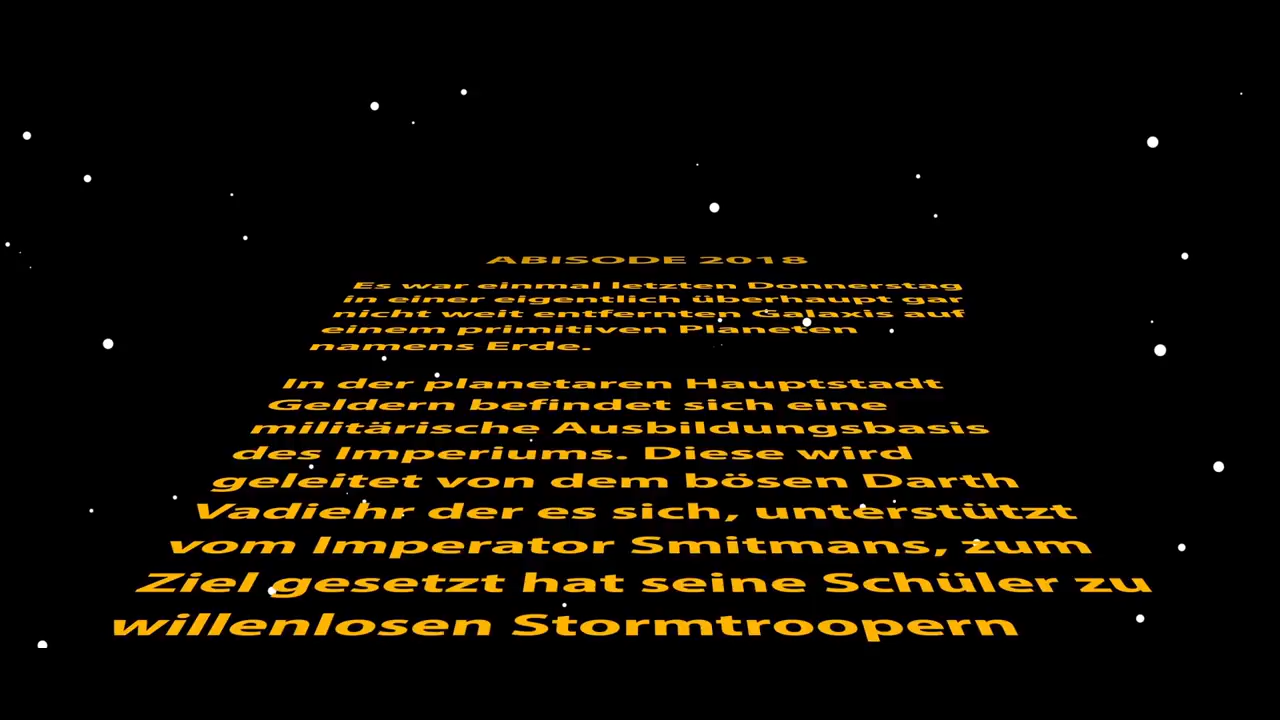 ABISODE 2018
Es war einmal letzten Donnerstag
in einer eigentlich überhaupt gar
nicht weit entfernten Galaxis auf
einem primitiven Planeten
namens Erde.
In der planetaren Hauptstadt
Geldern befindet sich eine
militärische Ausbildungsbasis
des Imperiums. Diese wird
geleitet von dem bösen Darth
Vadiehr der es sich, unterstützt
vom Imperator Smitmans, zum
Ziel gesetzt hat seine Schüler zu
willenlosen Stormtroopern